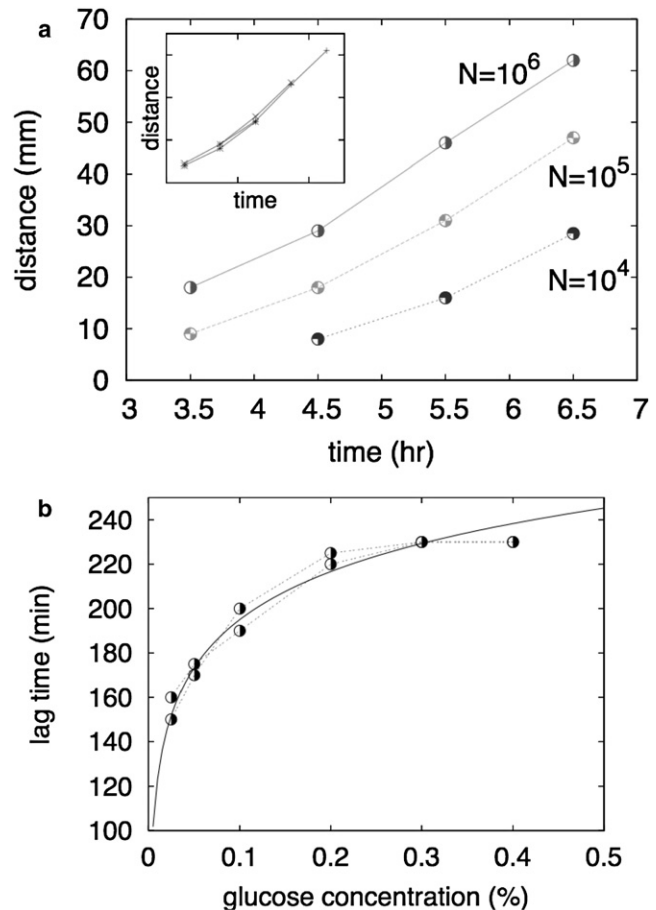 a
70
60
50
40
30
20
10
0
distance (mm)
distance
time
N=10⁶
N=10⁵
N=10⁴
3 3.5 4 4.5 5 5.5 6 6.5 7
time (hr)
b
240
220
200
180
160
140
120
100
lag time (min)
0 0.1 0.2 0.3 0.4 0.5
glucose concentration (%)